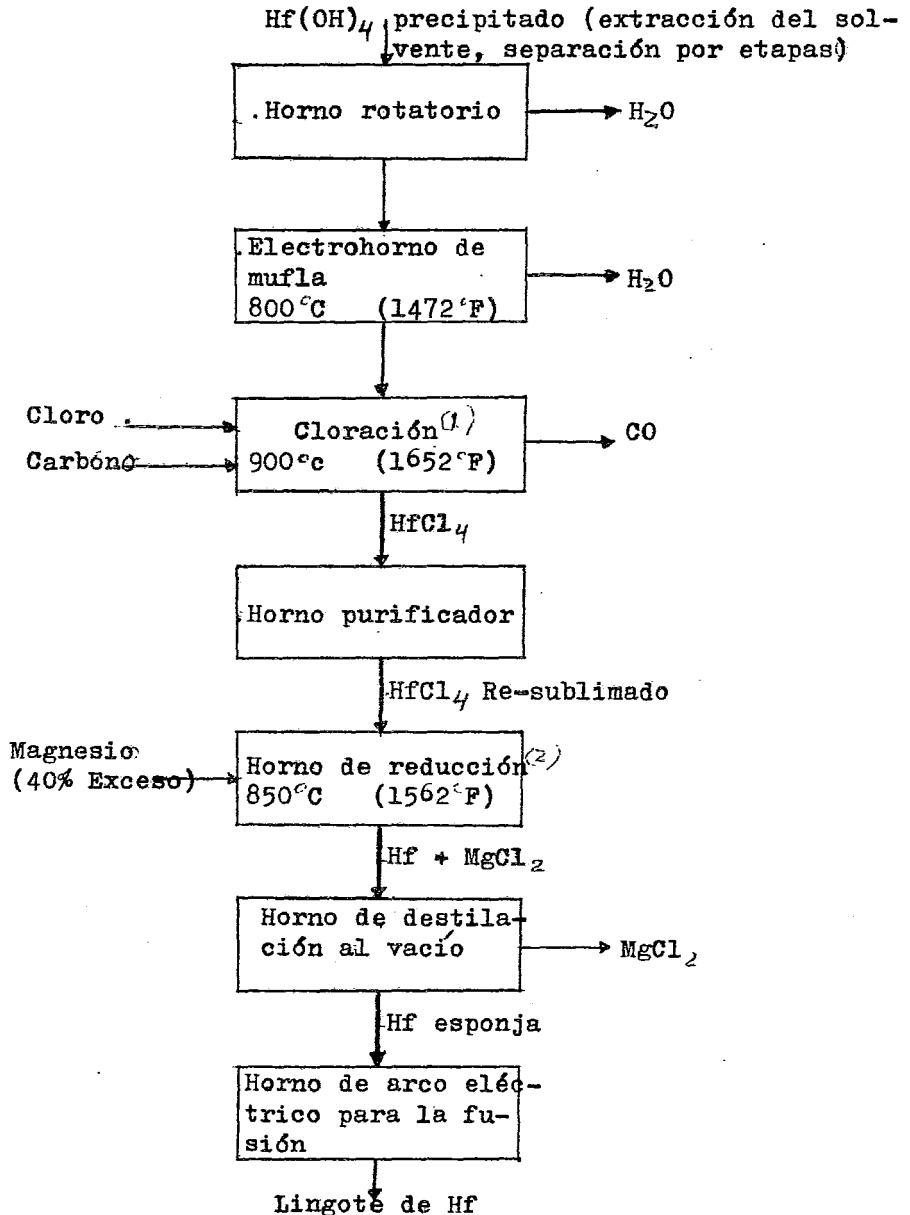 Hf(OH)4 precipitado (extracción del sol-
vente, separación por etapas)
.Horno rotatorio
H2O
.Electrohorno de
mufla
800°C (1472°F)
H2O
Cloro .
Carbóno
Cloración(1)
900°c (1652°F)
CO
HfCl4
.Horno purificador
HfCl4 Re-sublimado
Magnesio
(40% Exceso)
Horno de reducción(2)
850°C (1562°F)
Hf + MgCl2
Horno de destila-
ción al vacío
MgCl2
Hf esponja
Horno de arco eléc-
trico para la fu-
sión
Lingote de Hf